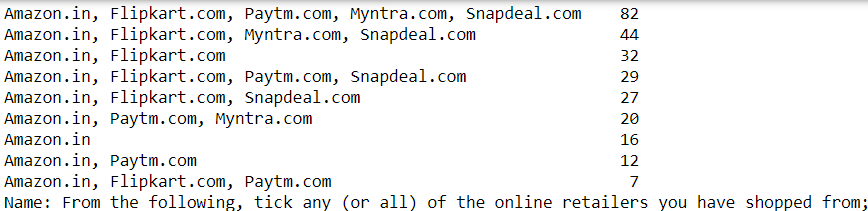 Amazon.in, Flipkart.com, Paytm.com, Myntra.com, Snapdeal.com    82
Amazon.in, Flipkart.com, Myntra.com, Snapdeal.com               44
Amazon.in, Flipkart.com                                         32
Amazon.in, Flipkart.com, Paytm.com, Snapdeal.com                29
Amazon.in, Flipkart.com, Snapdeal.com                           27
Amazon.in, Paytm.com, Myntra.com                                20
Amazon.in                                                       16
Amazon.in, Paytm.com                                            12
Amazon.in, Flipkart.com, Paytm.com                               7
Name: From the following, tick any (or all) of the online retailers you have shopped from;